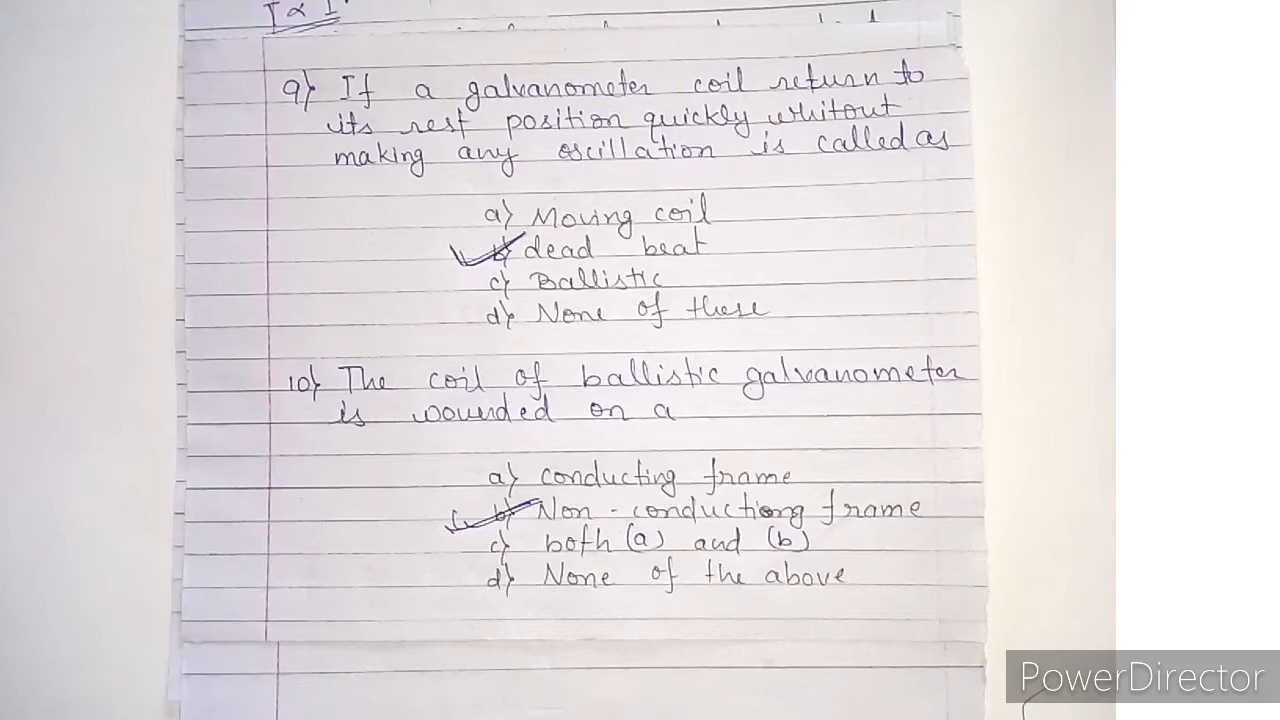 I ∝ I
9) If a galvanometer coil return to
its rest position quickly whitout
making any oscillation is called as
a) Moving coil
b) dead beat
c) Ballistic
d) None of these
10) The coil of ballistic galvanometer
is wounded on a
a) conducting frame
b) Non-conductiong frame
c) both (a) and (b)
d) None of the above
PowerDirector